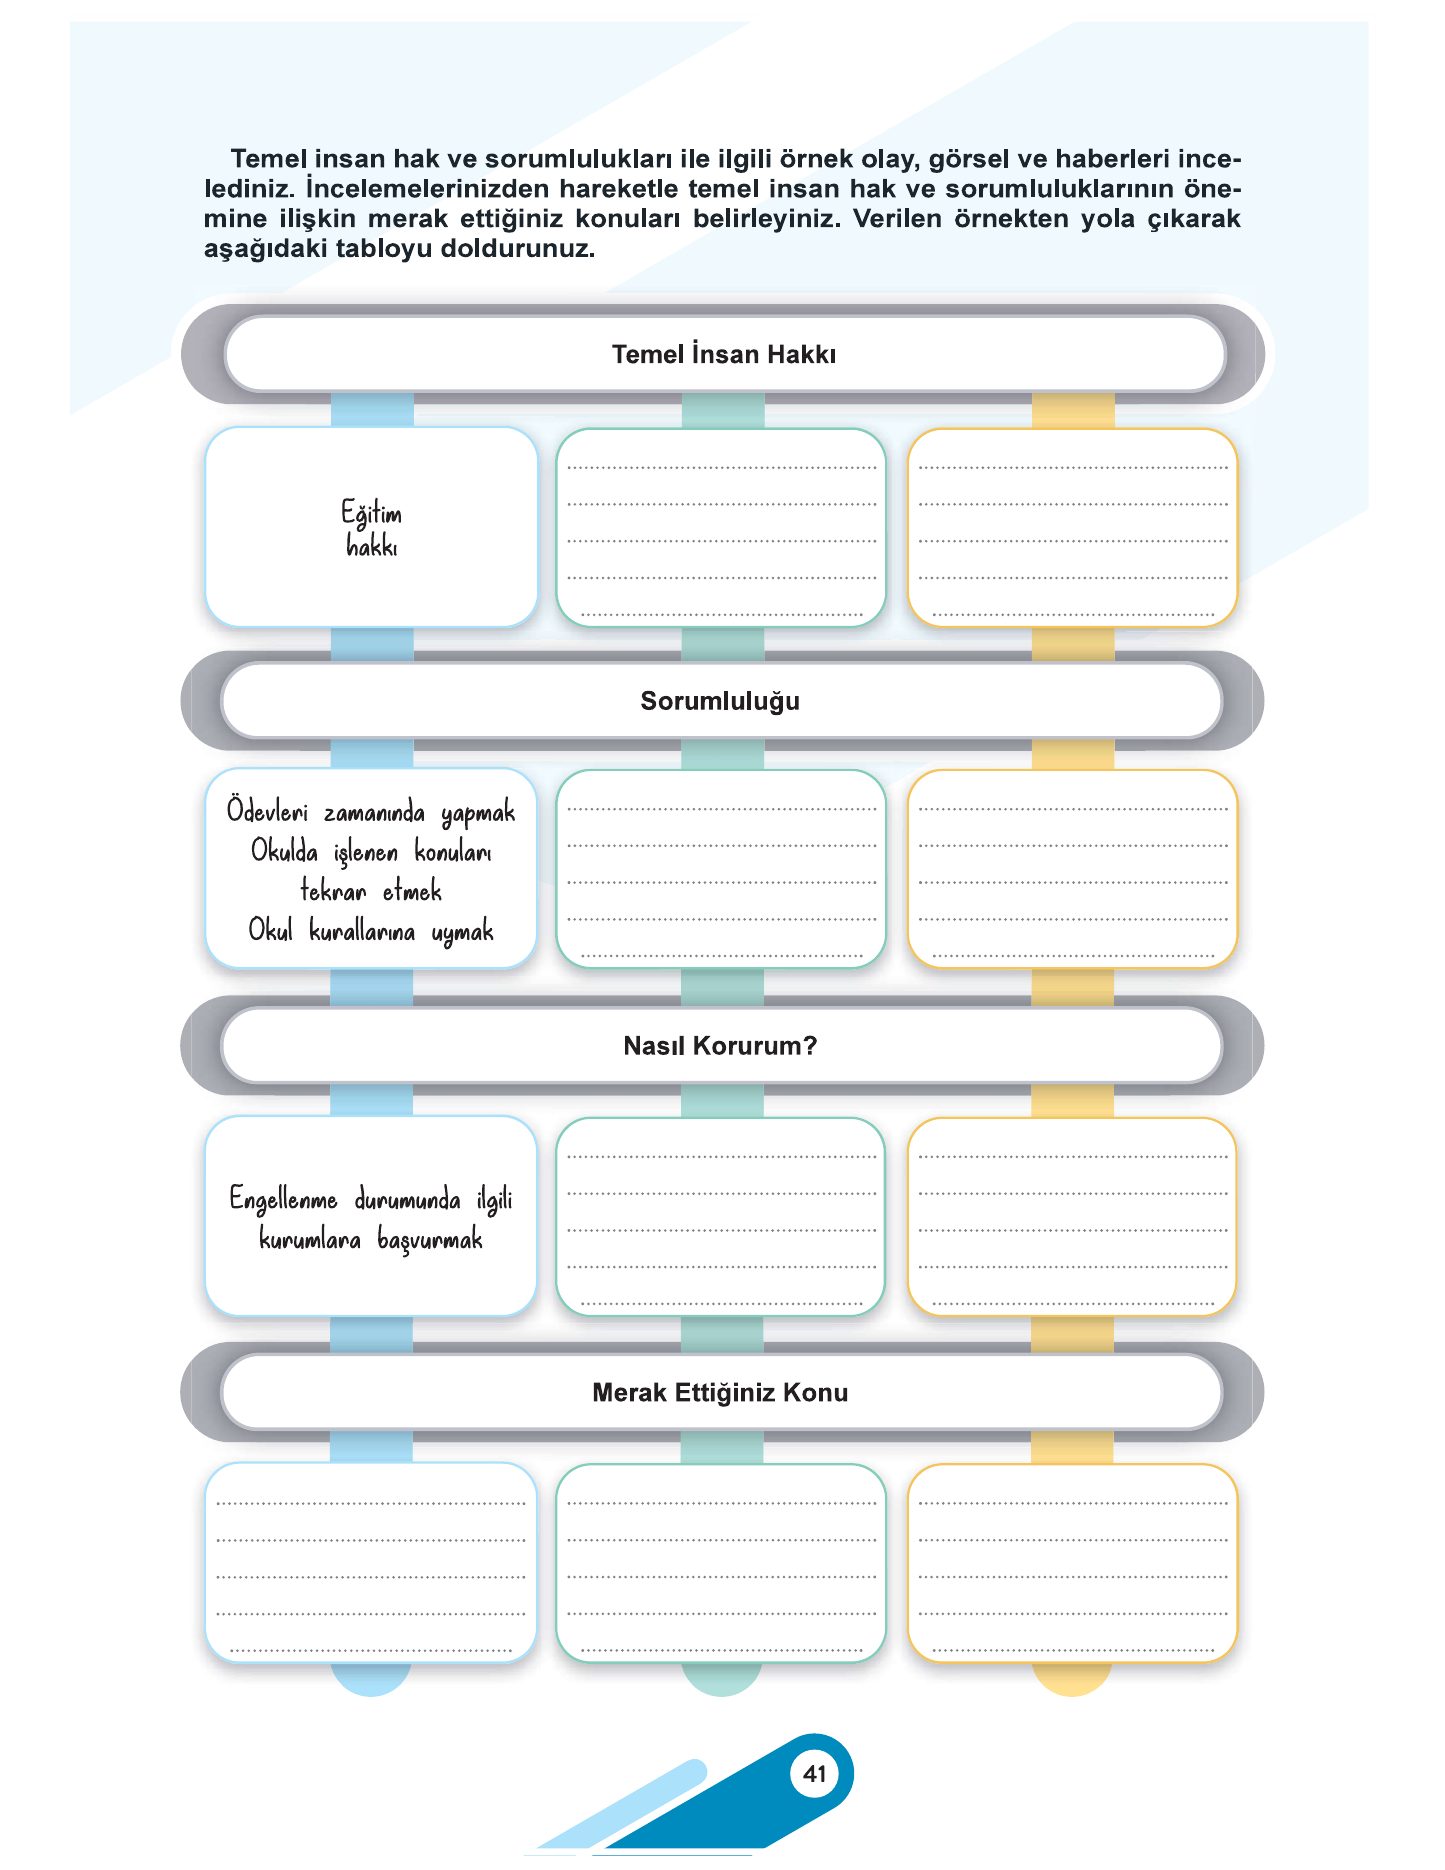 Temel insan hak ve sorumlulukları ile ilgili örnek olay, görsel ve haberleri ince-
lediniz. İncelemelerinizden hareketle temel insan hak ve sorumluluklarının öne-
mine ilişkin merak ettiğiniz konuları belirleyiniz. Verilen örnekten yola çıkarak
aşağıdaki tabloyu doldurunuz.
Temel İnsan Hakkı
Eğitim
hakkı
Sorumluluğu
Ödevleri zamanında yapmak
Okulda işlenen konuları
tekrar etmek
Okul kurallarına uymak
Nasıl Korurum?
Engellenme durumunda ilgili
kurumlara başvurmak
Merak Ettiğiniz Konu
41